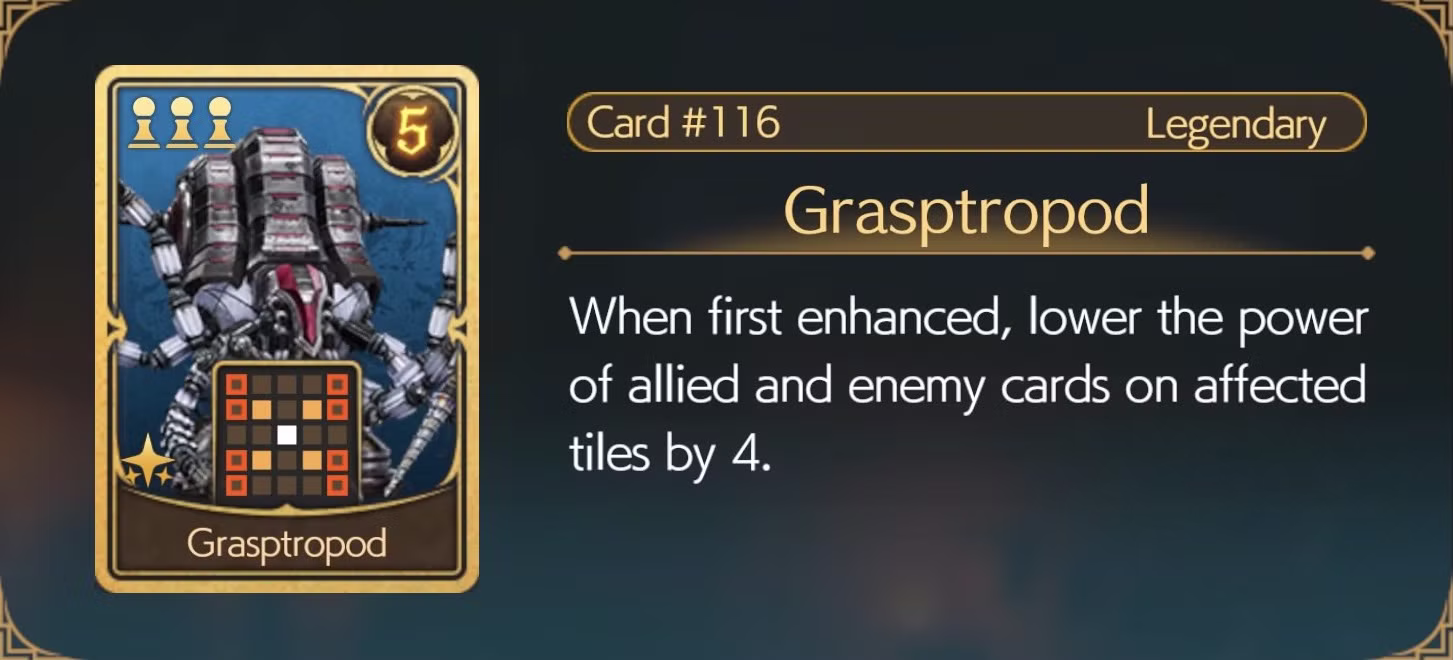 5
Grasptropod
Card #116 Legendary
Grasptropod
When first enhanced, lower the power
of allied and enemy cards on affected
tiles by 4.